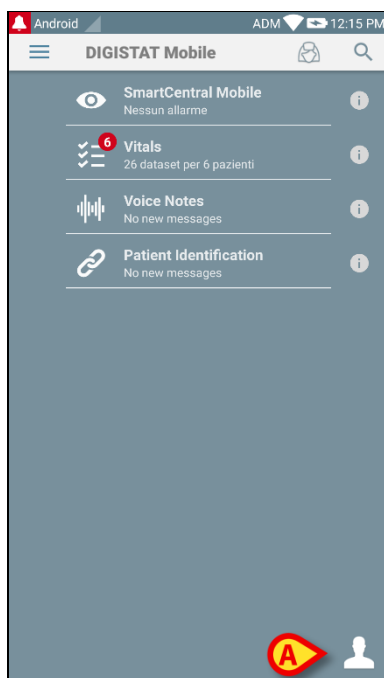 Android ADM 12:15 PM
DIGISTAT Mobile
SmartCentral Mobile
Nessun allarme
6
Vitals
26 dataset per 6 pazienti
Voice Notes
No new messages
Patient Identification
No new messages
A